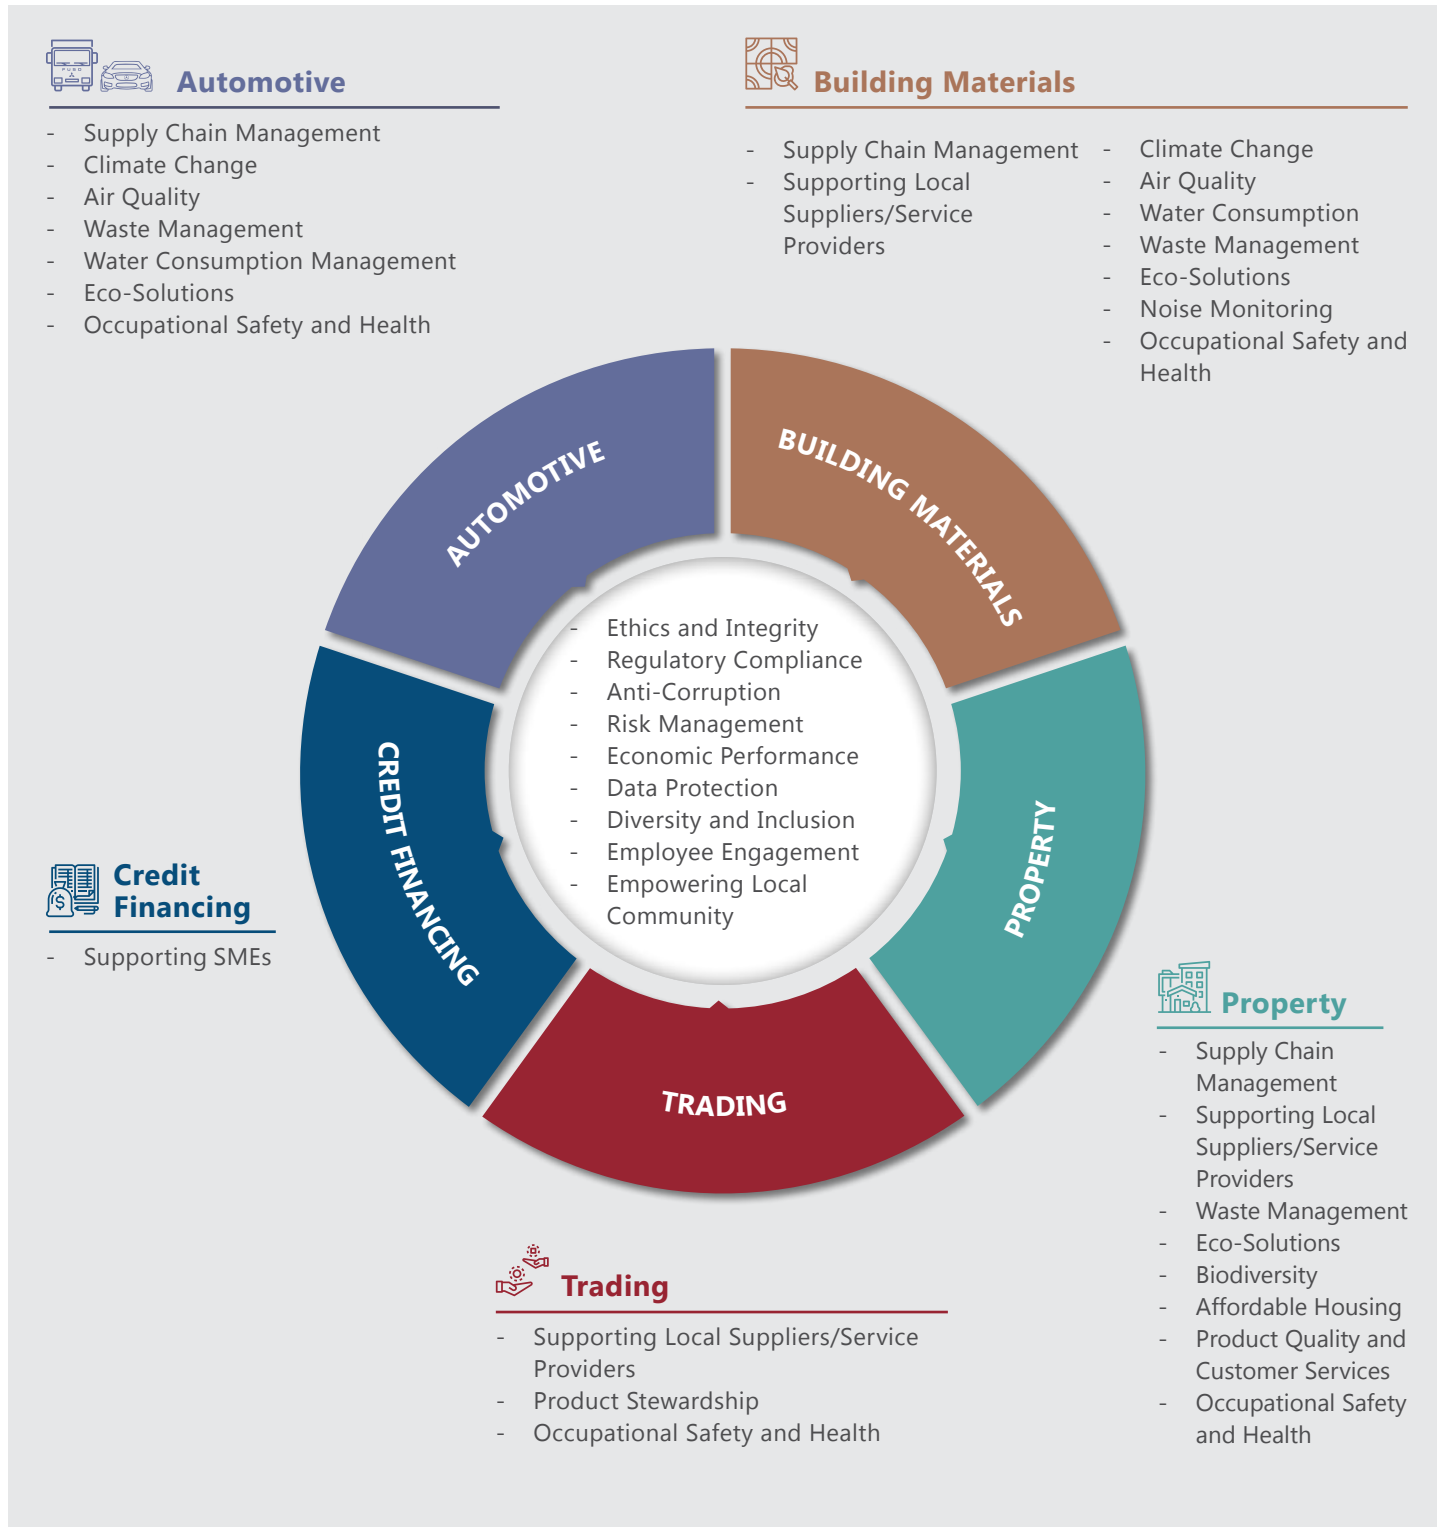 Automotive
- Supply Chain Management
- Climate Change
- Air Quality
- Waste Management
- Water Consumption Management
- Eco-Solutions
- Occupational Safety and Health
Building Materials
- Supply Chain Management
- Supporting Local
Suppliers/Service
Providers
- Climate Change
- Air Quality
- Water Consumption
- Waste Management
- Eco-Solutions
- Noise Monitoring
- Occupational Safety and
Health
AUTOMOTIVE
BUILDING MATERIALS
CREDIT FINANCING
PROPERTY
TRADING
- Ethics and Integrity
- Regulatory Compliance
- Anti-Corruption
- Risk Management
- Economic Performance
- Data Protection
- Diversity and Inclusion
- Employee Engagement
- Empowering Local
Community
Credit
Financing
- Supporting SMEs
Property
- Supply Chain
Management
- Supporting Local
Suppliers/Service
Providers
- Waste Management
- Eco-Solutions
- Biodiversity
- Affordable Housing
- Product Quality and
Customer Services
- Occupational Safety
and Health
Trading
- Supporting Local Suppliers/Service
Providers
- Product Stewardship
- Occupational Safety and Health
FUSO